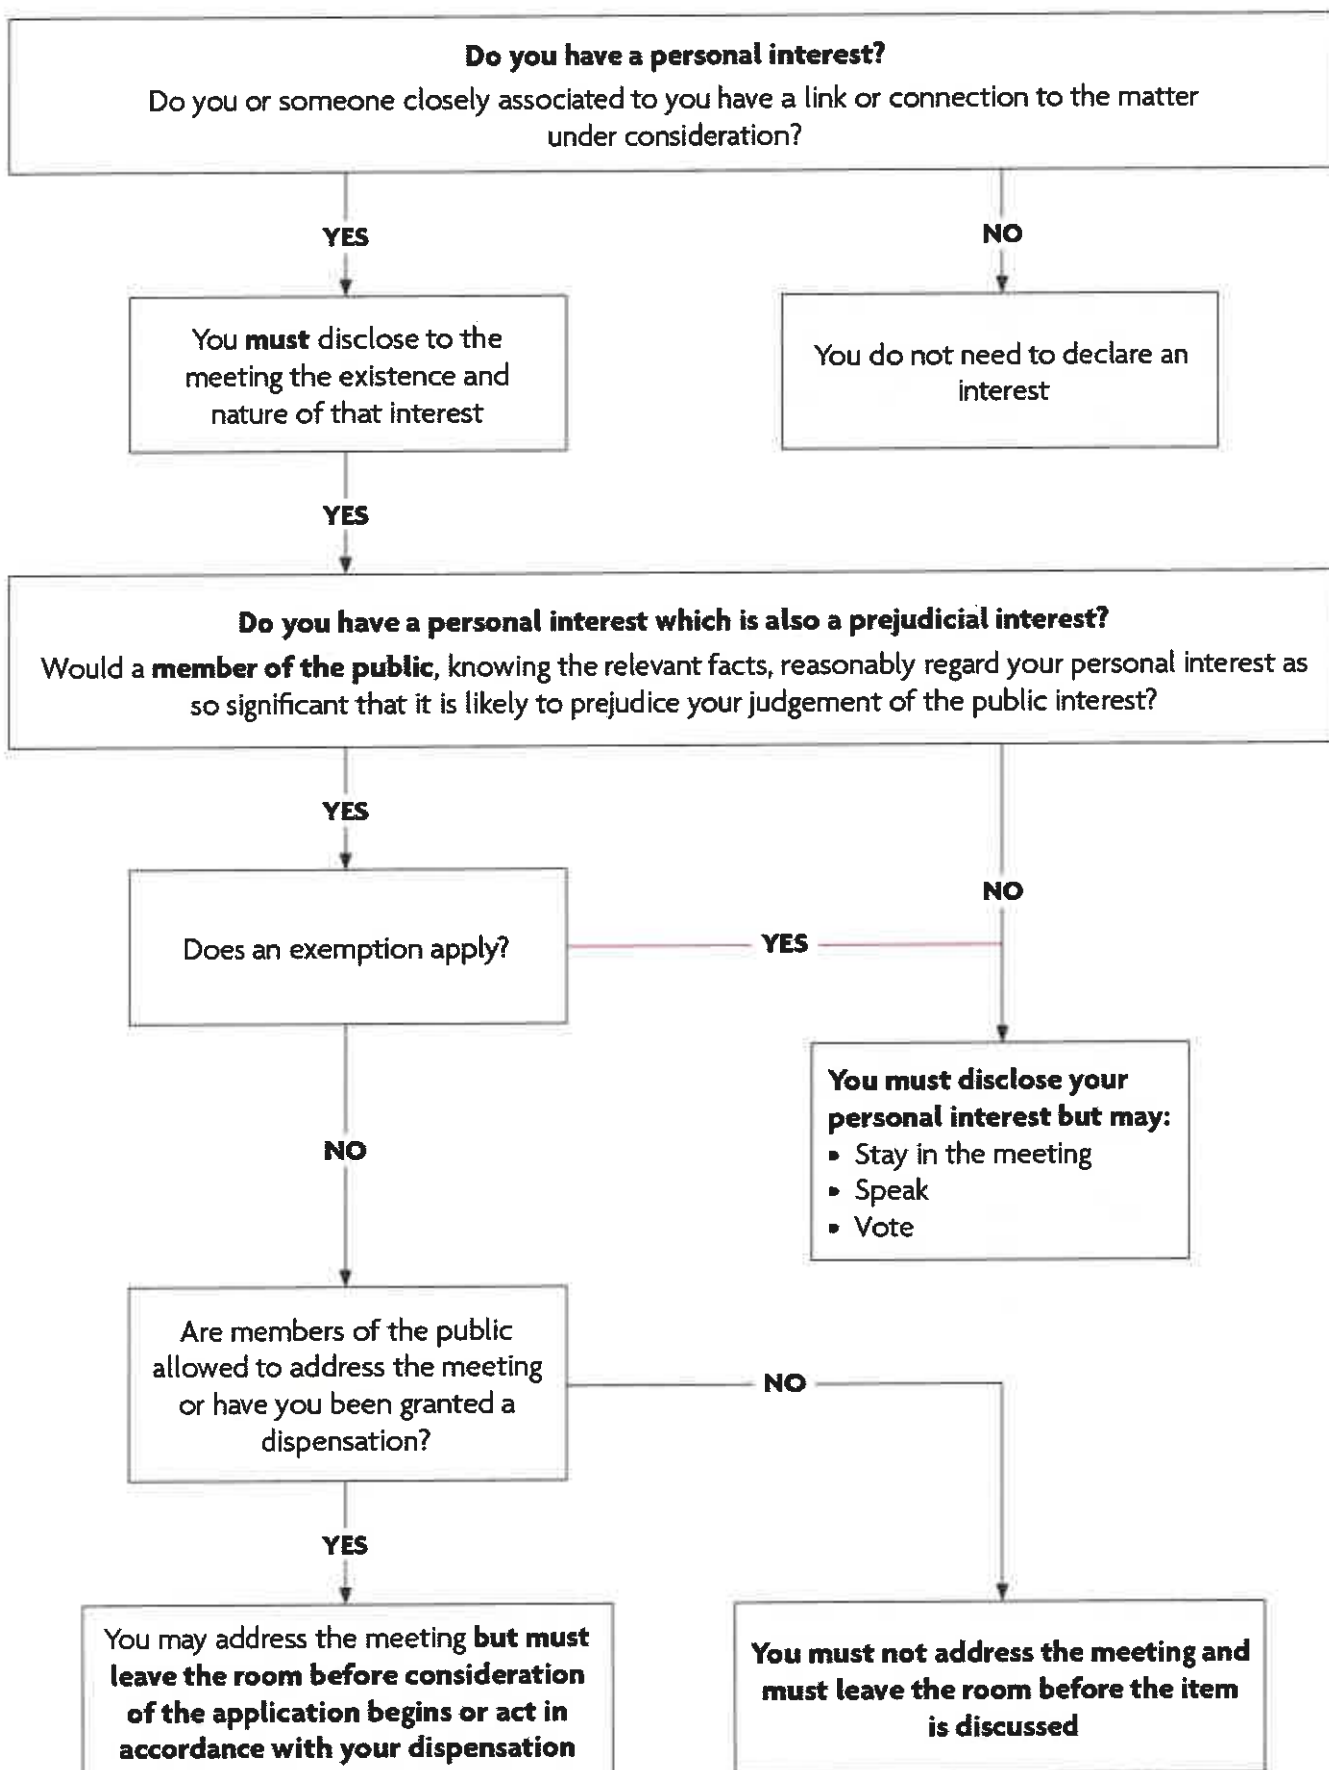 Do you have a personal interest?
Do you or someone closely associated to you have a link or connection to the matter
under consideration?
YES
NO
You must disclose to the
meeting the existence and
nature of that interest
You do not need to declare an
interest
YES
Do you have a personal interest which is also a prejudicial interest?
Would a member of the public, knowing the relevant facts, reasonably regard your personal interest as
so significant that it is likely to prejudice your judgement of the public interest?
YES
NO
Does an exemption apply?
YES
You must disclose your
personal interest but may:
• Stay in the meeting
• Speak
• Vote
NO
Are members of the public
allowed to address the meeting
or have you been granted a
dispensation?
NO
YES
You may address the meeting but must
leave the room before consideration
of the application begins or act in
accordance with your dispensation
You must not address the meeting and
must leave the room before the item
is discussed